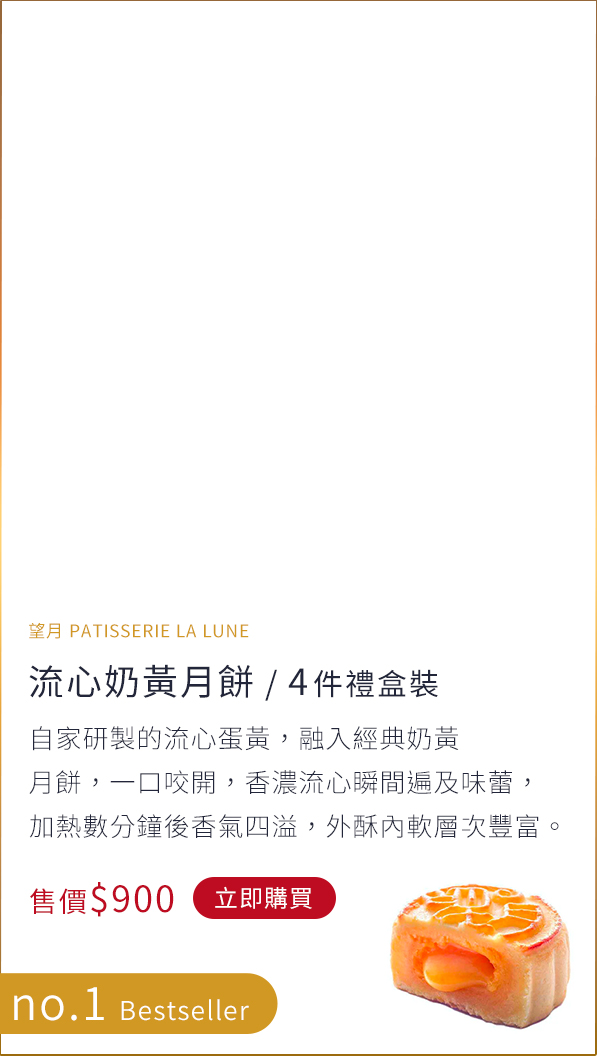 望月 PATISSERIE LA LUNE
流心奶黃月餅 / 4件禮盒裝
自家研製的流心蛋黃，融入經典奶黃
月餅，一口咬開，香濃流心瞬間遍及味蕾，
加熱數分鐘後香氣四溢，外酥內軟層次豐富。
售價$900 立即購買
no.1 Bestseller